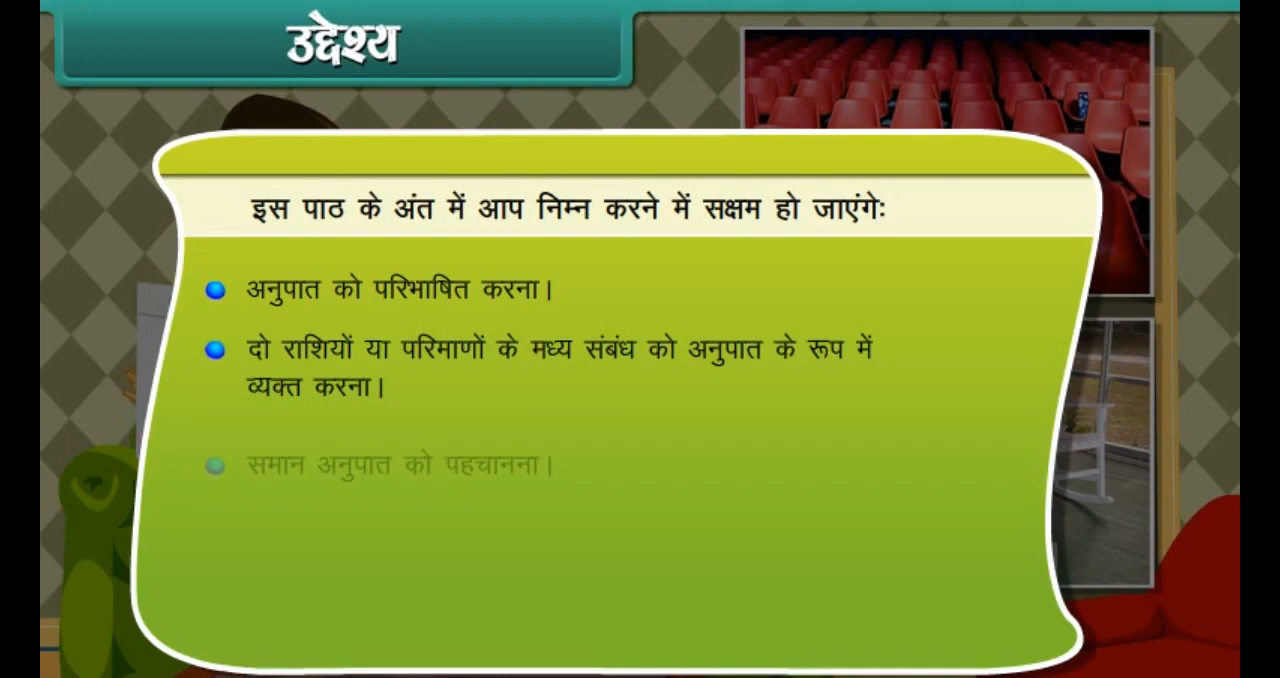 उद्देश्य
इस पाठ के अंत में आप निम्न करने में सक्षम हो जाएंगेः
अनुपात को परिभाषित करना।
दो राशियों या परिमाणों के मध्य संबंध को अनुपात के रूप में
व्यक्त करना।
समान अनुपात को पहचानना।